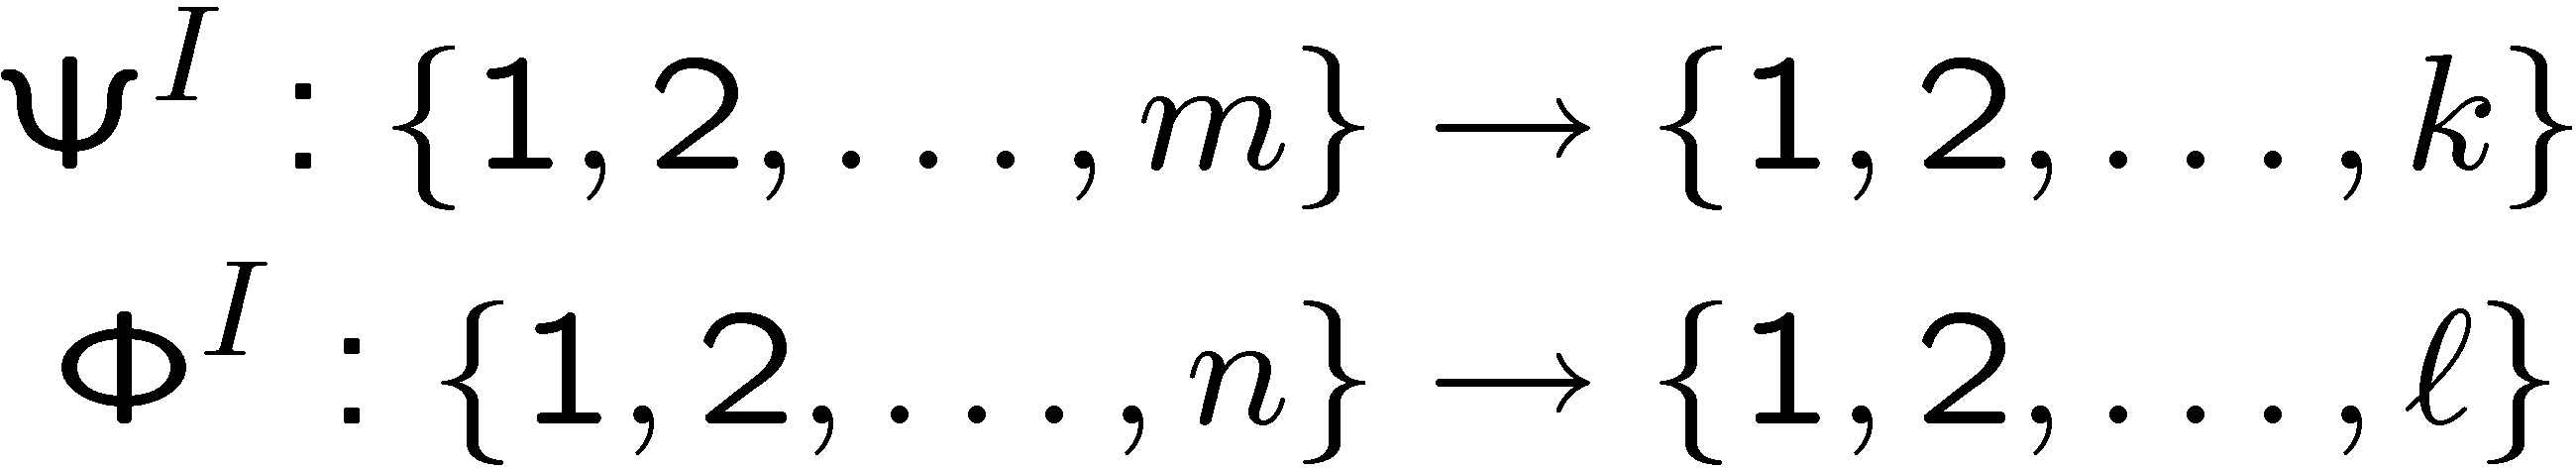 Ψ^I : {1, 2, . . . , m} → {1, 2, . . . , k}
Φ^I : {1, 2, . . . , n} → {1, 2, . . . , ℓ}